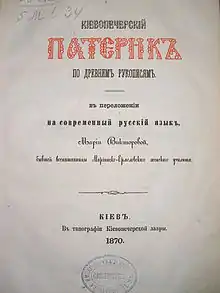 КІЕВОПЕЧЕРСКІЙ
ПАТЕРИКЪ
ПО ДРЕВНИМЪ РУКОПИСЯМЪ.
ВЪ ПЕРЕЛОЖЕНІИ
НА СОВРЕМЕННЫЙ РУССКІЙ ЯЗЫКЪ,
Маріи Викторовой,
бывшей воспитанницы Маріинско-Ермоловскаго женскаго училища.
КІЕВЪ.
Въ типографіи Кіевопечерской лавры.
1870.